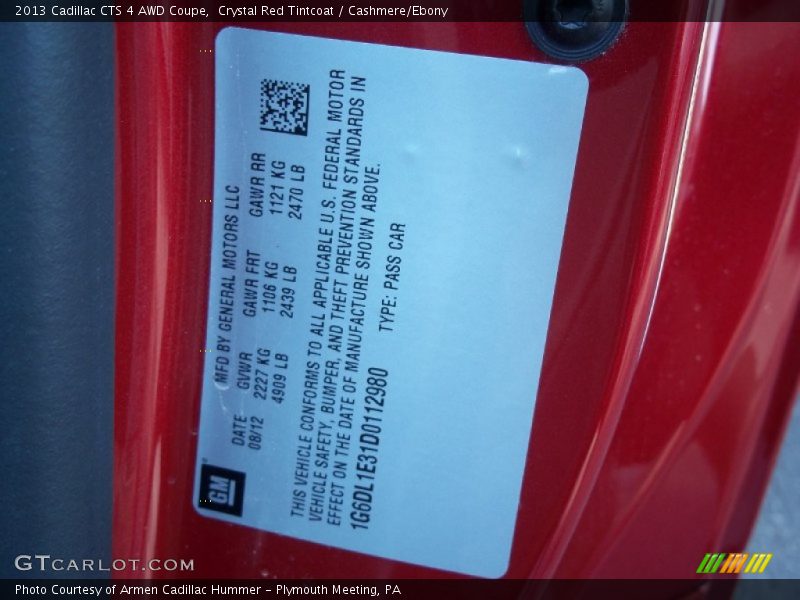 2013 Cadillac CTS 4 AWD Coupe,  Crystal Red Tintcoat / Cashmere/Ebony
GM
MFD BY GENERAL MOTORS LLC
DATE GVWR GAWR FRT GAWR RR
08/12 2227 KG 1106 KG 1121 KG
4909 LB 2439 LB 2470 LB
THIS VEHICLE CONFORMS TO ALL APPLICABLE U.S. FEDERAL MOTOR
VEHICLE SAFETY, BUMPER, AND THEFT PREVENTION STANDARDS IN
EFFECT ON THE DATE OF MANUFACTURE SHOWN ABOVE.
1G6DL1E31D0112980 TYPE: PASS CAR
GTCARLOT.COM
Photo Courtesy of Armen Cadillac Hummer - Plymouth Meeting, PA